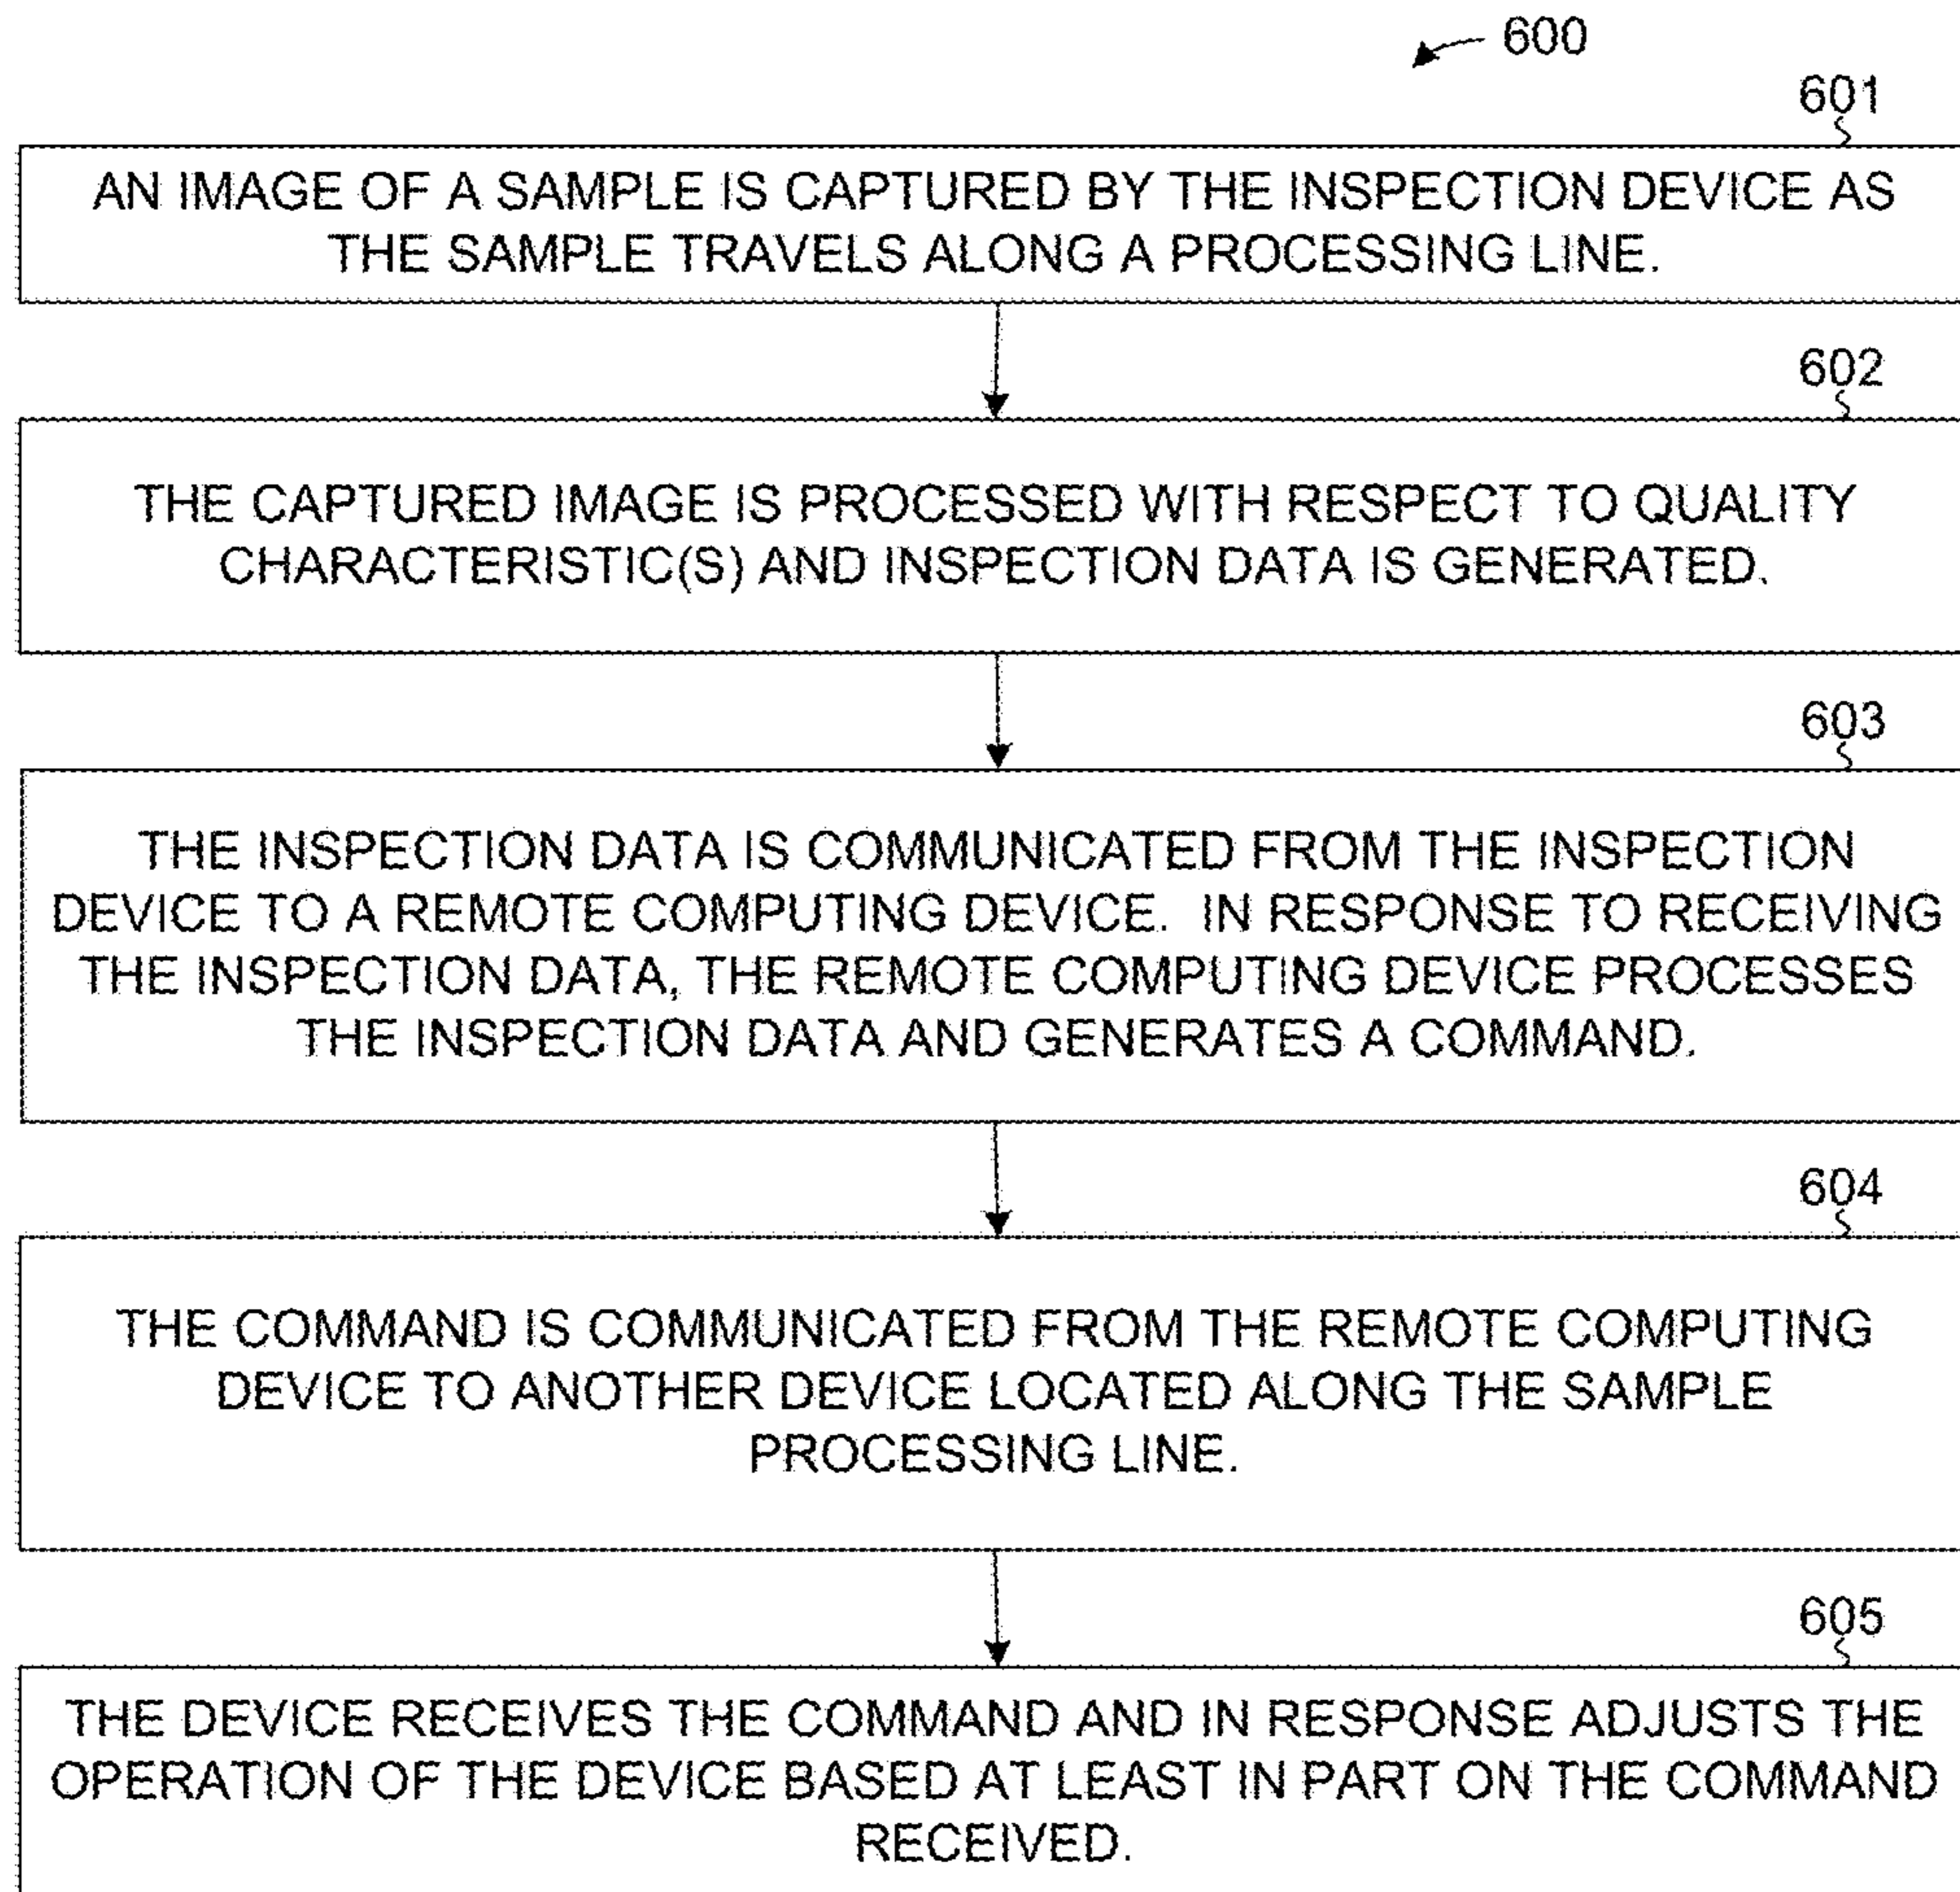 600
601
AN IMAGE OF A SAMPLE IS CAPTURED BY THE INSPECTION DEVICE AS
THE SAMPLE TRAVELS ALONG A PROCESSING LINE.
602
THE CAPTURED IMAGE IS PROCESSED WITH RESPECT TO QUALITY
CHARACTERISTIC(S) AND INSPECTION DATA IS GENERATED.
603
THE INSPECTION DATA IS COMMUNICATED FROM THE INSPECTION
DEVICE TO A REMOTE COMPUTING DEVICE. IN RESPONSE TO RECEIVING
THE INSPECTION DATA, THE REMOTE COMPUTING DEVICE PROCESSES
THE INSPECTION DATA AND GENERATES A COMMAND.
604
THE COMMAND IS COMMUNICATED FROM THE REMOTE COMPUTING
DEVICE TO ANOTHER DEVICE LOCATED ALONG THE SAMPLE
PROCESSING LINE.
605
THE DEVICE RECEIVES THE COMMAND AND IN RESPONSE ADJUSTS THE
OPERATION OF THE DEVICE BASED AT LEAST IN PART ON THE COMMAND
RECEIVED.